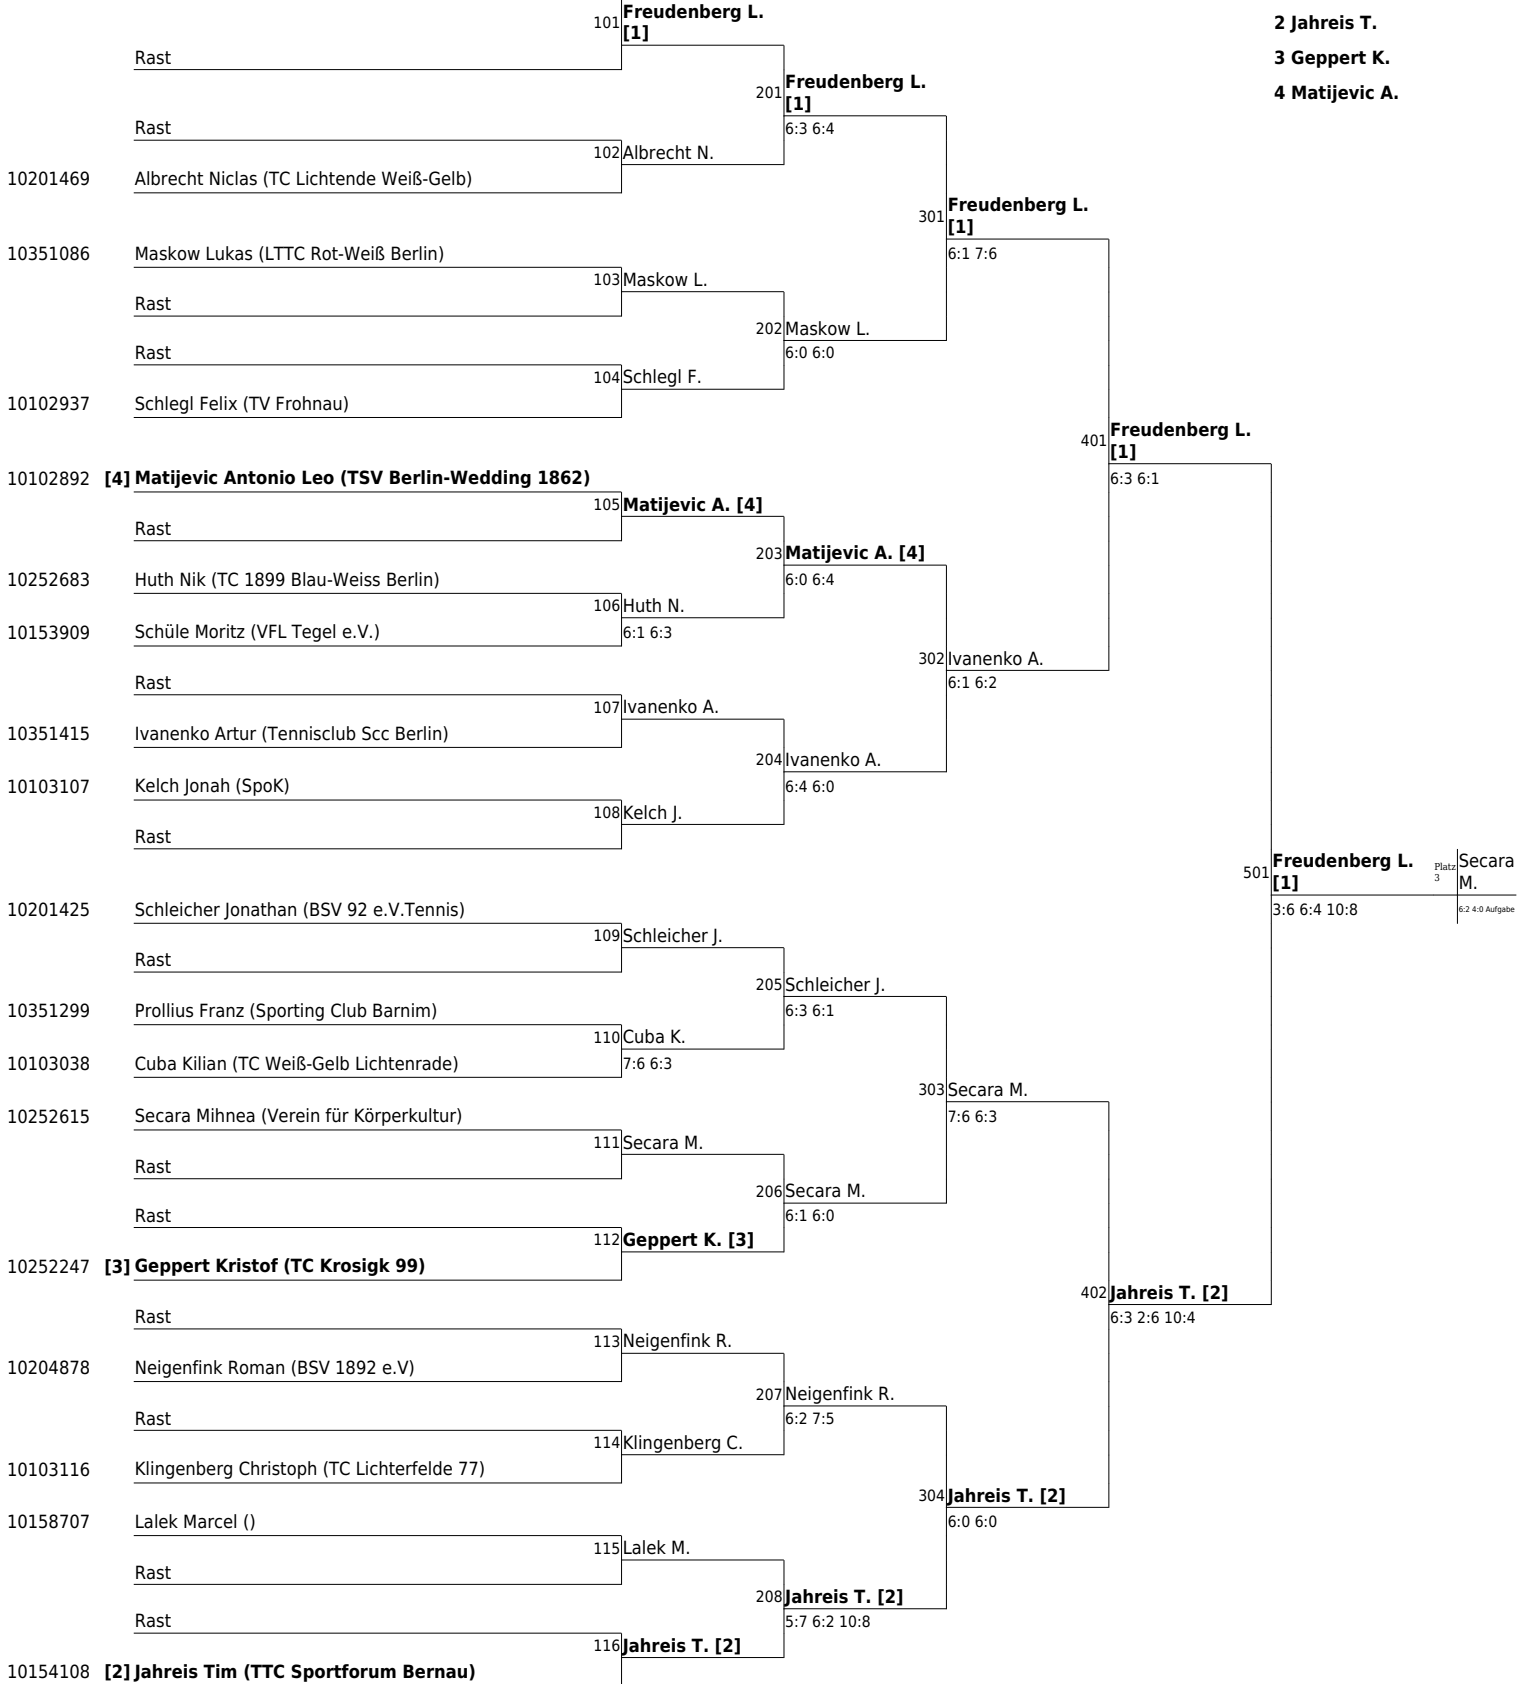 101 Freudenberg L.
[1]
2 Jahreis T.
Rast
3 Geppert K.
201 Freudenberg L.
[1]
4 Matijevic A.
6:3 6:4
Rast
102 Albrecht N.
10201469 Albrecht Niclas (TC Lichtende Weiß-Gelb)
301 Freudenberg L.
[1]
6:1 7:6
10351086 Maskow Lukas (LTTC Rot-Weiß Berlin)
103 Maskow L.
Rast
202 Maskow L.
6:0 6:0
Rast
104 Schlegl F.
10102937 Schlegl Felix (TV Frohnau)
401 Freudenberg L.
[1]
6:3 6:1
10102892 [4] Matijevic Antonio Leo (TSV Berlin-Wedding 1862)
105 Matijevic A. [4]
Rast
203 Matijevic A. [4]
6:0 6:4
10252683 Huth Nik (TC 1899 Blau-Weiss Berlin)
106 Huth N.
6:1 6:3
10153909 Schüle Moritz (VFL Tegel e.V.)
302 Ivanenko A.
6:1 6:2
Rast
107 Ivanenko A.
10351415 Ivanenko Artur (Tennisclub Scc Berlin)
204 Ivanenko A.
6:4 6:0
10103107 Kelch Jonah (SpoK)
108 Kelch J.
Rast
501 Freudenberg L.
[1]
3:6 6:4 10:8
Platz
3
Secara
M.
6:2 4:0 Aufgabe
10201425 Schleicher Jonathan (BSV 92 e.V.Tennis)
109 Schleicher J.
Rast
205 Schleicher J.
6:3 6:1
10351299 Prollius Franz (Sporting Club Barnim)
110 Cuba K.
7:6 6:3
10103038 Cuba Kilian (TC Weiß-Gelb Lichtenrade)
303 Secara M.
7:6 6:3
10252615 Secara Mihnea (Verein für Körperkultur)
111 Secara M.
Rast
206 Secara M.
6:1 6:0
Rast
112 Geppert K. [3]
10252247 [3] Geppert Kristof (TC Krosigk 99)
402 Jahreis T. [2]
6:3 2:6 10:4
Rast
113 Neigenfink R.
10204878 Neigenfink Roman (BSV 1892 e.V)
207 Neigenfink R.
6:2 7:5
Rast
114 Klingenberg C.
10103116 Klingenberg Christoph (TC Lichterfelde 77)
304 Jahreis T. [2]
6:0 6:0
10158707 Lalek Marcel ()
115 Lalek M.
Rast
208 Jahreis T. [2]
5:7 6:2 10:8
Rast
116 Jahreis T. [2]
10154108 [2] Jahreis Tim (TTC Sportforum Bernau)